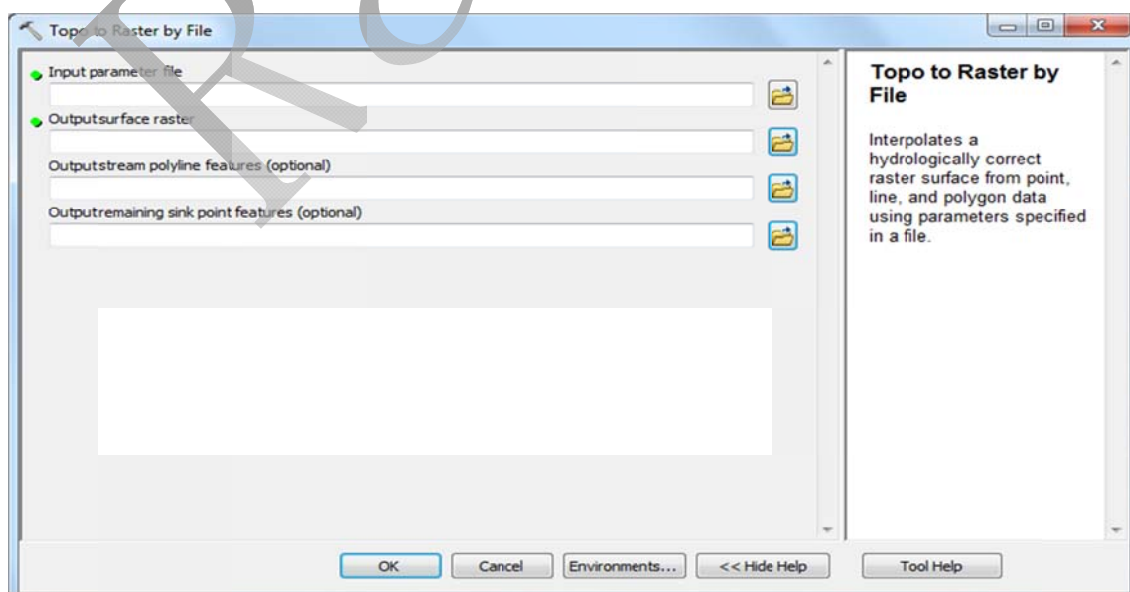 Topo to Raster by File
Input parameter file
Outputsurface raster
Outputstream polyline features (optional)
Outputremaining sink point features (optional)
OK
Cancel
Environments...
<< Hide Help
Topo to Raster by
File
Interpolates a
hydrologically correct
raster surface from point,
line, and polygon data
using parameters specified
in a file.
Tool Help